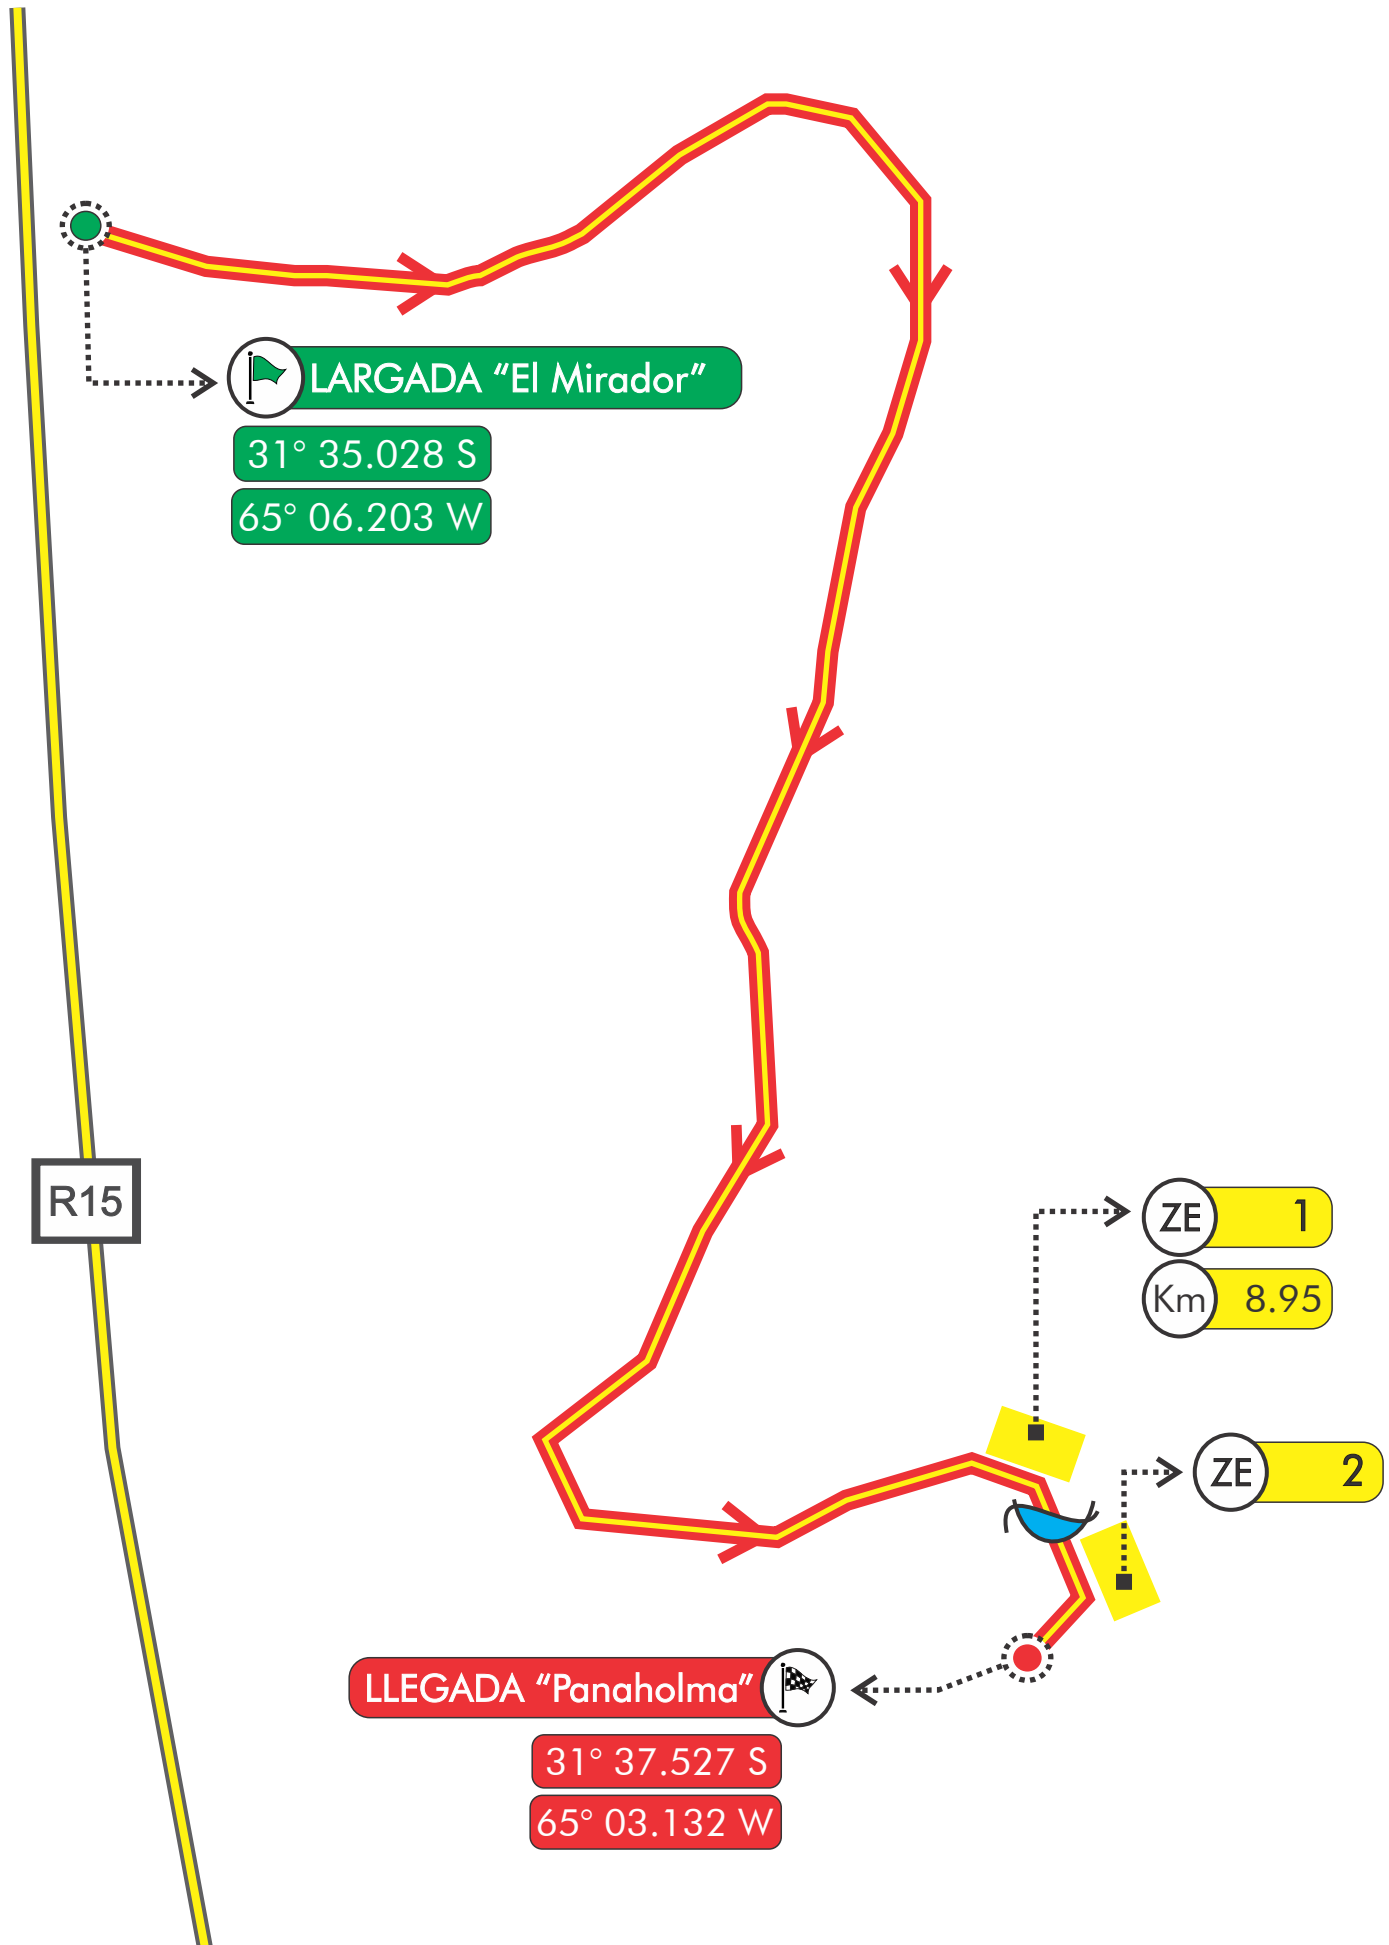 LARGADA “El Mirador”
31° 35.028 S
65° 06.203 W
R15
ZE 1
Km 8.95
ZE 2
LLEGADA “Panaholma”
31° 37.527 S
65° 03.132 W